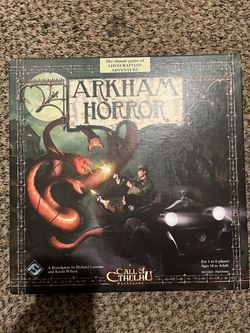 The classic game of
LOVECRAFTIAN
ADVENTURE
ARKHAM
HORROR
A Boardgame by Richard Launius
and Kevin Wilson
CALL of
CTHULHU
For 1 to 8 players
Ages 14 to Adult